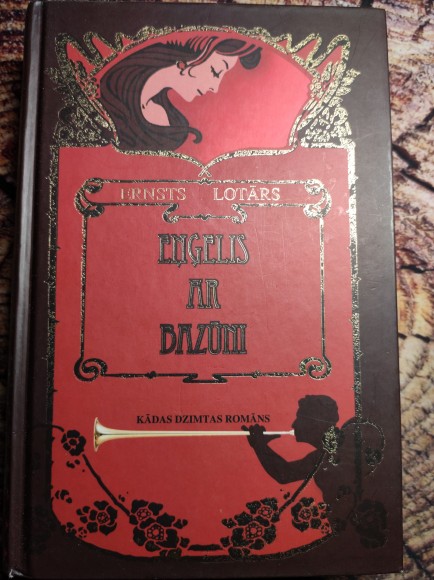 ERNSTS LOTĀRS
EŅĢELIS
AR
BAZŪNI
KĀDAS DZIMTAS ROMĀNS